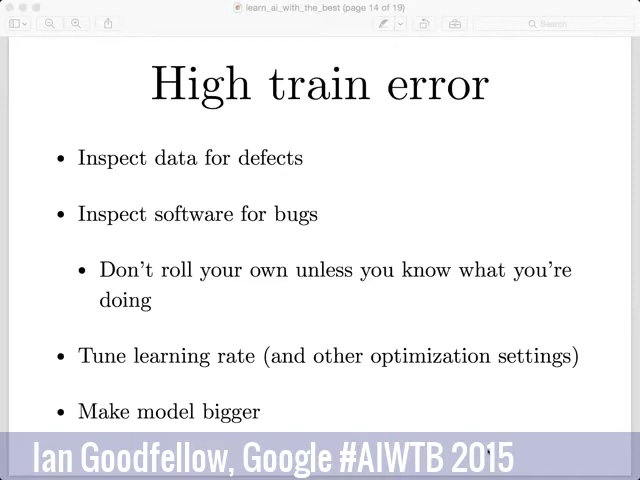 learn_ai_with_the_best (page 14 of 19)
Search
High train error
• Inspect data for defects
• Inspect software for bugs
• Don't roll your own unless you know what you're
doing
• Tune learning rate (and other optimization settings)
• Make model bigger
Ian Goodfellow, Google #AIWTB 2015